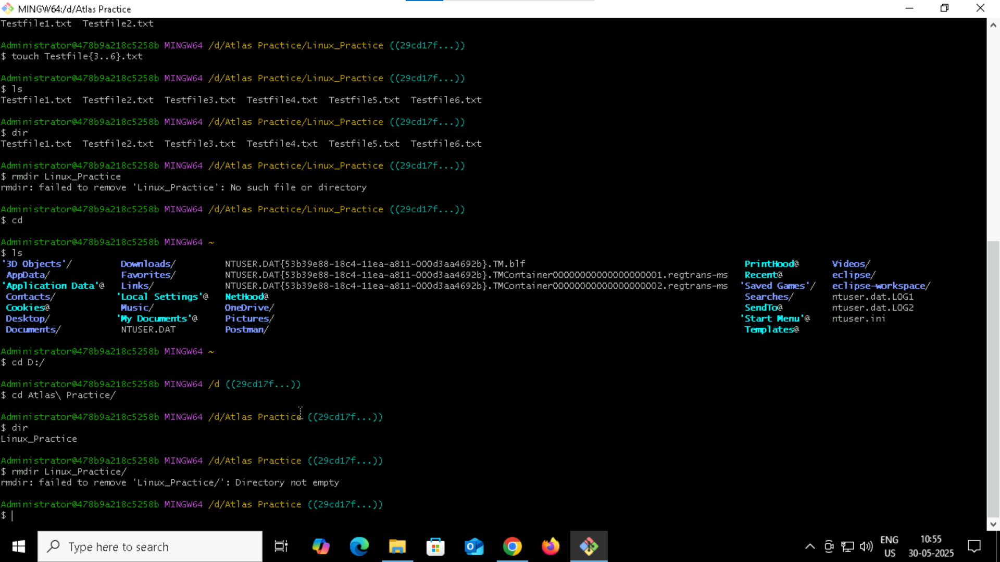 MINGW64:/d/Atlas Practice
Testfile1.txt  Testfile2.txt
Administrator@478b9a218c5258b MINGW64 /d/Atlas Practice/Linux_Practice ((29cd17f...))
$ touch Testfile{3..6}.txt
Administrator@478b9a218c5258b MINGW64 /d/Atlas Practice/Linux_Practice ((29cd17f...))
$ ls
Testfile1.txt  Testfile2.txt  Testfile3.txt  Testfile4.txt  Testfile5.txt  Testfile6.txt
Administrator@478b9a218c5258b MINGW64 /d/Atlas Practice/Linux_Practice ((29cd17f...))
$ dir
Testfile1.txt  Testfile2.txt  Testfile3.txt  Testfile4.txt  Testfile5.txt  Testfile6.txt
Administrator@478b9a218c5258b MINGW64 /d/Atlas Practice/Linux_Practice ((29cd17f...))
$ rmdir Linux_Practice
rmdir: failed to remove 'Linux_Practice': No such file or directory
Administrator@478b9a218c5258b MINGW64 /d/Atlas Practice/Linux_Practice ((29cd17f...))
$ cd
Administrator@478b9a218c5258b MINGW64 ~
$ ls
'3D Objects'/  Downloads/  NTUSER.DAT{53b39e88-18c4-11ea-a811-000d3aa4692b}.TM.blf  PrintHood@  Videos/
AppData/  Favorites/  NTUSER.DAT{53b39e88-18c4-11ea-a811-000d3aa4692b}.TMContainer00000000000000000001.regtrans-ms  Recent@  eclipse/
'Application Data'@  Links/  NTUSER.DAT{53b39e88-18c4-11ea-a811-000d3aa4692b}.TMContainer00000000000000000002.regtrans-ms  'Saved Games'/  eclipse-workspace/
Contacts/  'Local Settings'@  NetHood@  Searches/  ntuser.dat.LOG1
Cookies@  Music/  OneDrive/  SendTo@  ntuser.dat.LOG2
Desktop/  'My Documents'@  Pictures/  'Start Menu'@  ntuser.ini
Documents/  NTUSER.DAT  Postman/  Templates@
Administrator@478b9a218c5258b MINGW64 ~
$ cd D:/
Administrator@478b9a218c5258b MINGW64 /d ((29cd17f...))
$ cd Atlas\ Practice/
Administrator@478b9a218c5258b MINGW64 /d/Atlas Practice ((29cd17f...))
$ dir
Linux_Practice
Administrator@478b9a218c5258b MINGW64 /d/Atlas Practice ((29cd17f...))
$ rmdir Linux_Practice/
rmdir: failed to remove 'Linux_Practice/': Directory not empty
Administrator@478b9a218c5258b MINGW64 /d/Atlas Practice ((29cd17f...))
$
Type here to search
ENG
US
10:55
30-05-2025